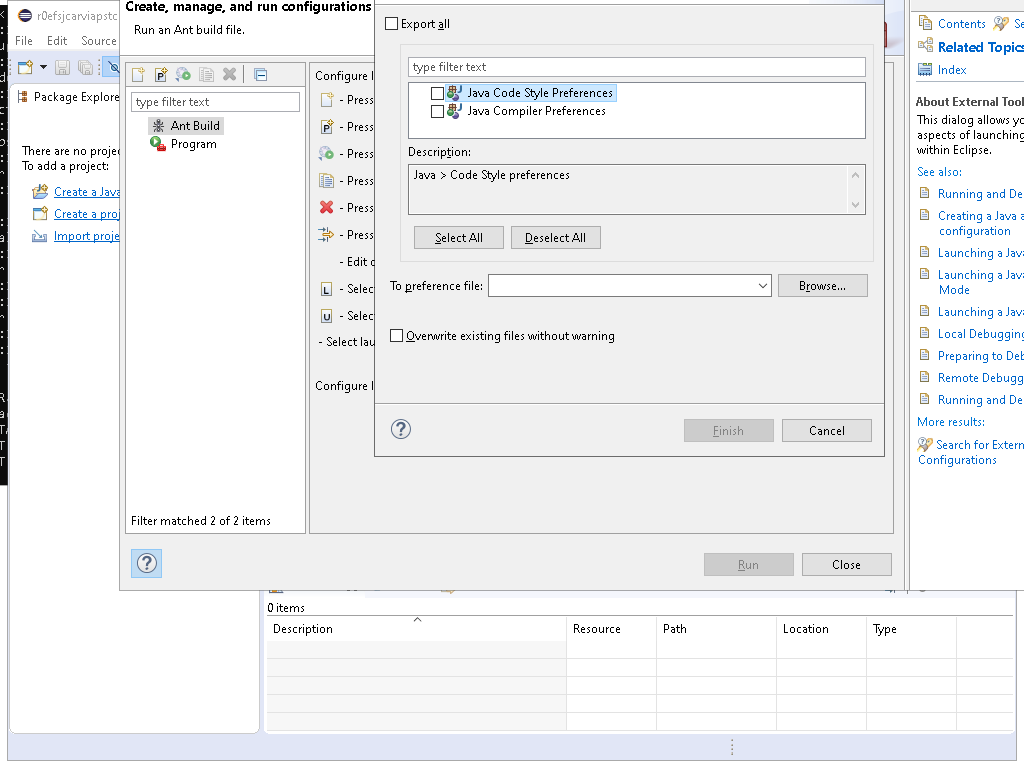 r0efsjcarviapstc
File Edit Source
Package Explore
There are no projec
To add a project:
Create a Java
Create a proj
Import proje
Create, manage, and run configurations
Run an Ant build file.
type filter text
Ant Build
Program
Filter matched 2 of 2 items
Configure l
- Press
- Press
- Press
- Press
- Press
- Press
- Edit c
- Selec
- Selec
- Select lau
Configure l
Run
Close
Export all
type filter text
Java Code Style Preferences
Java Compiler Preferences
Description:
Java > Code Style preferences
Select All
Deselect All
To preference file:
Browse...
Overwrite existing files without warning
Finish
Cancel
Contents Se
Related Topics
Index
About External Tool
This dialog allows yo
aspects of launching
within Eclipse.
See also:
Running and De
Creating a Java a
configuration
Launching a Java
Launching a Java
Mode
Launching a Java
Local Debugging
Preparing to Deb
Remote Debugg
Running and De
More results:
Search for Extern
Configurations
0 items
Description Resource Path Location Type